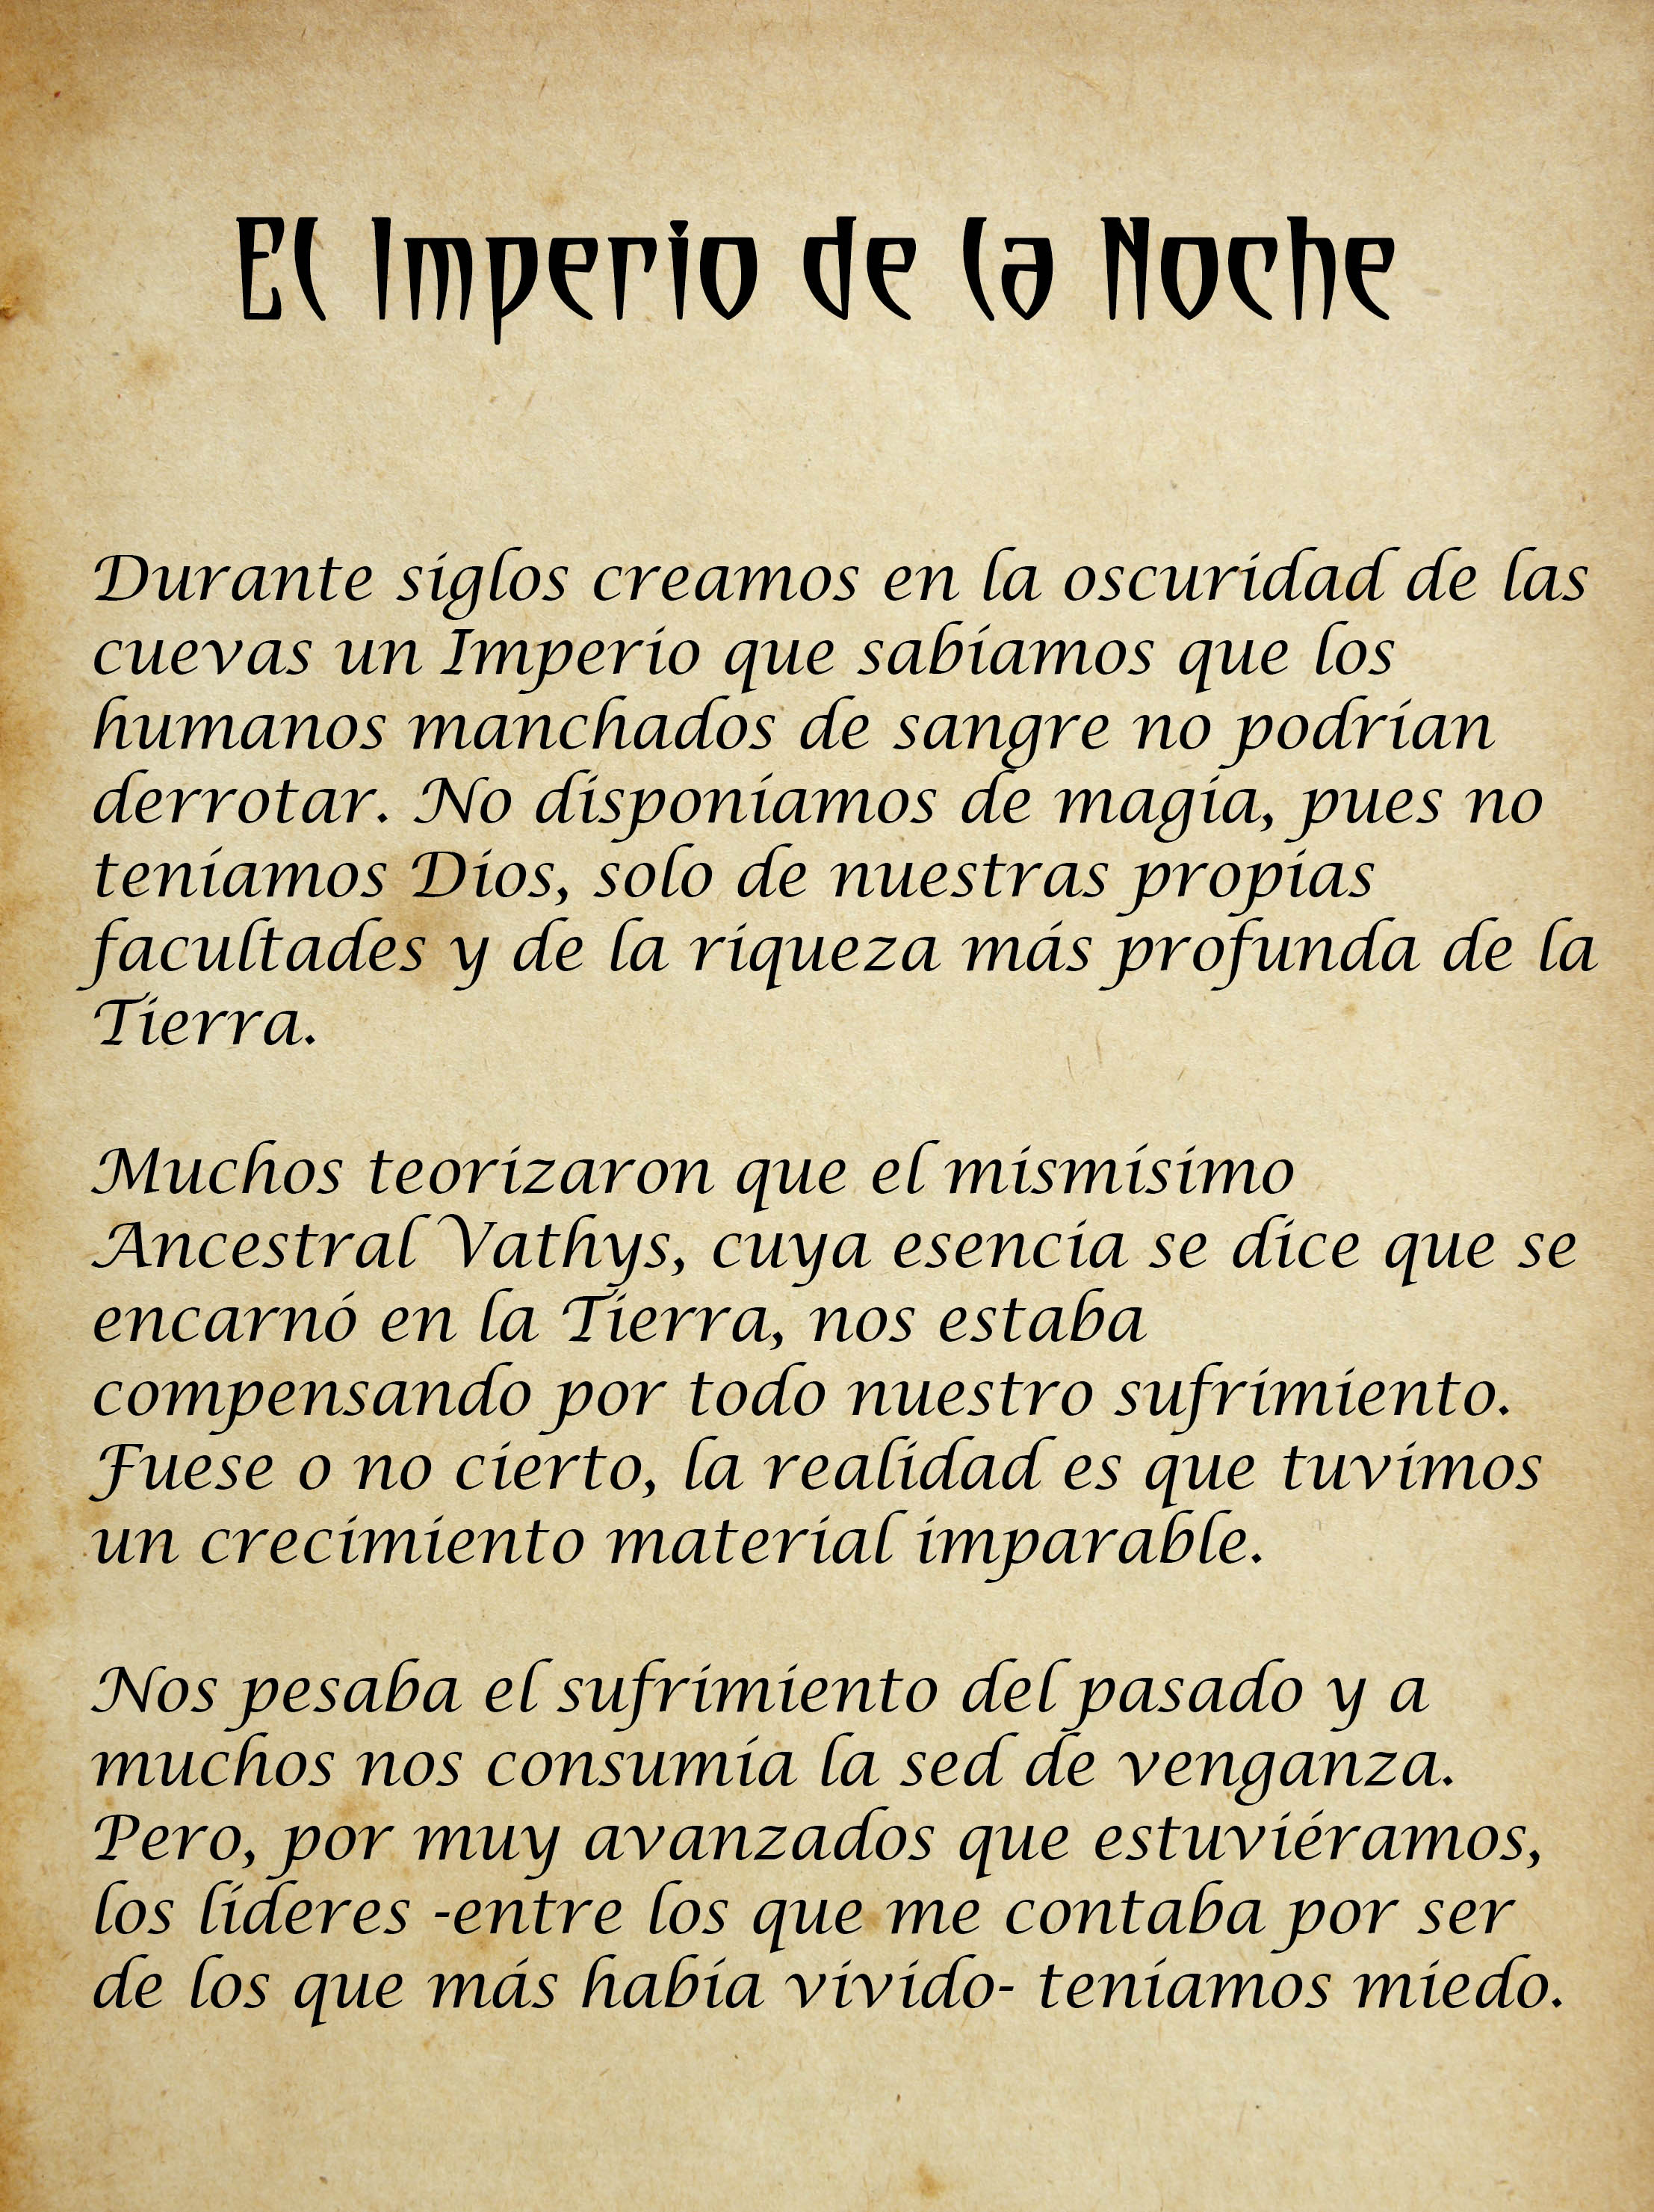 El Imperio de la Noche
Durante siglos creamos en la oscuridad de las
cuevas un Imperio que sabíamos que los
humanos manchados de sangre no podrían
derrotar. No disponíamos de magia, pues no
teníamos Dios, solo de nuestras propias
facultades y de la riqueza más profunda de la
Tierra.
Muchos teorizaron que el mismísimo
Ancestral Vathys, cuya esencia se dice que se
encarnó en la Tierra, nos estaba
compensando por todo nuestro sufrimiento.
Fuese o no cierto, la realidad es que tuvimos
un crecimiento material imparable.
Nos pesaba el sufrimiento del pasado y a
muchos nos consumía la sed de venganza.
Pero, por muy avanzados que estuviéramos,
los líderes -entre los que me contaba por ser
de los que más había vivido- teníamos miedo.